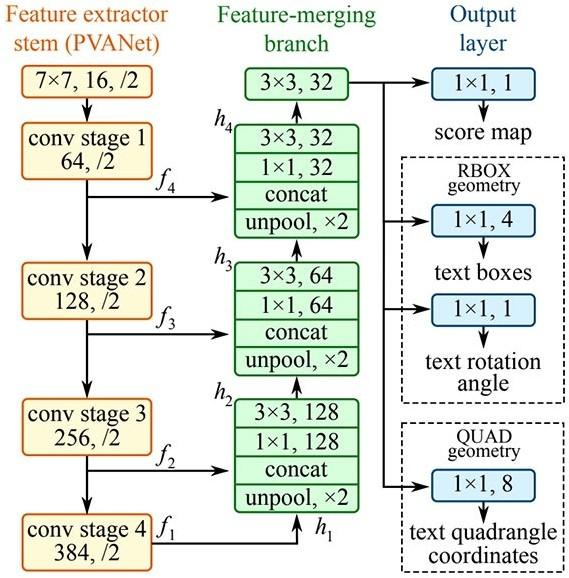 Feature extractor
stem (PVANet)
7×7, 16, /2
conv stage 1
64, /2
f4
conv stage 2
128, /2
f3
conv stage 3
256, /2
f2
conv stage 4
384, /2
f1
Feature-merging
branch
3×3, 32
h4
3×3, 32
1×1, 32
concat
unpool, ×2
h3
3×3, 64
1×1, 64
concat
unpool, ×2
h2
3×3, 128
1×1, 128
concat
unpool, ×2
h1
Output
layer
1×1, 1
score map
RBOX
geometry
1×1, 4
text boxes
1×1, 1
text rotation
angle
QUAD
geometry
1×1, 8
text quadrangle
coordinates